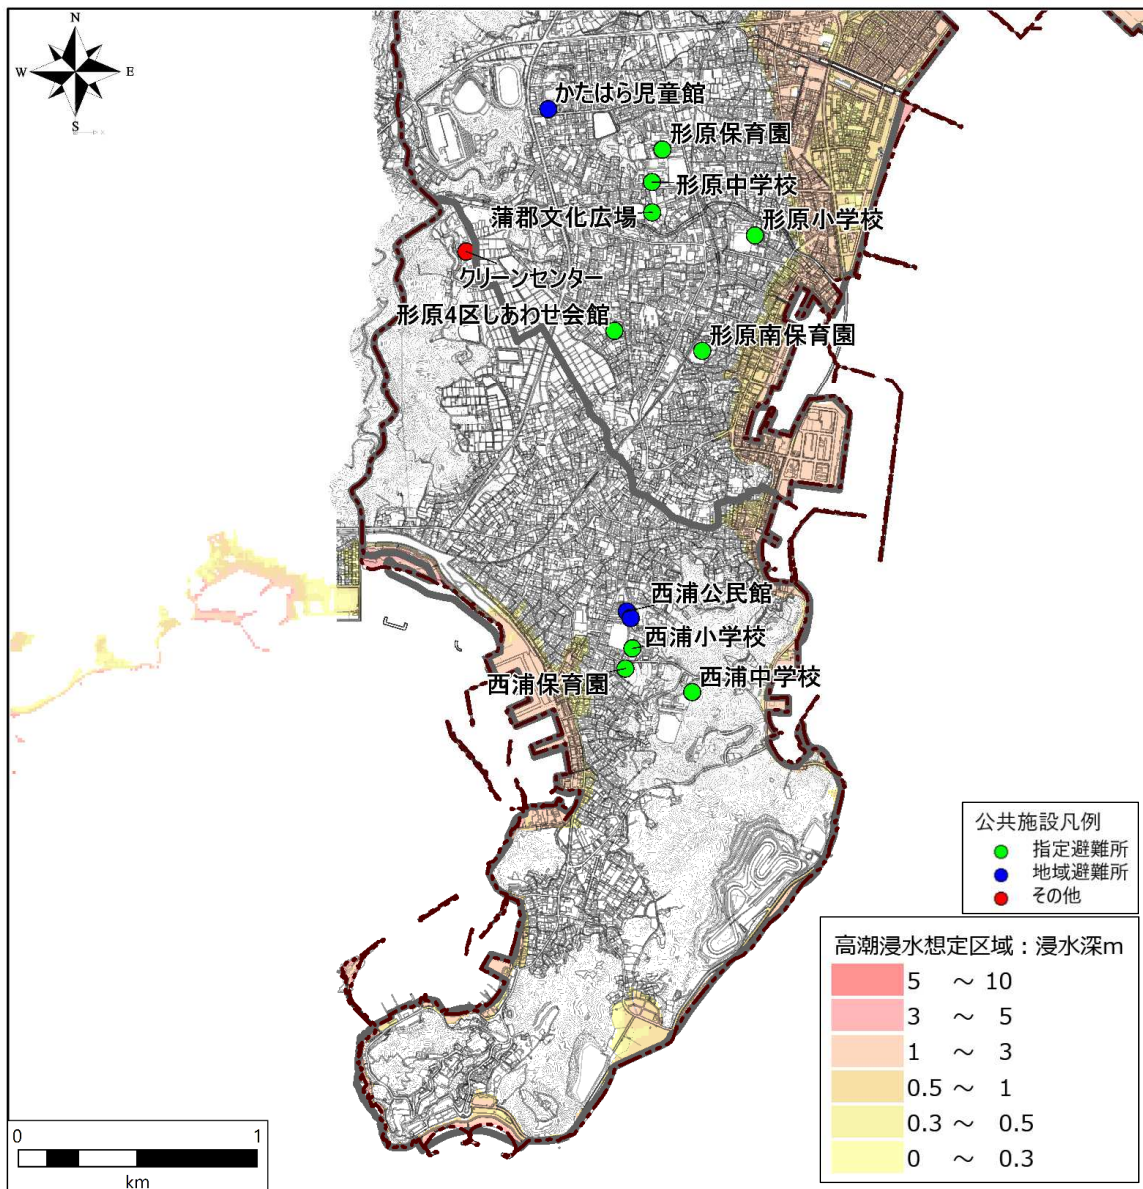 N
W
E
S
かたはら児童館
形原保育園
形原中学校
蒲郡文化広場
形原小学校
クリーンセンター
形原4区しあわせ会館
形原南保育園
西浦公民館
西浦小学校
西浦保育園
西浦中学校
公共施設凡例
指定避難所
地域避難所
その他
高潮浸水想定区域：浸水深m
5 ～ 10
3 ～ 5
1 ～ 3
0.5 ～ 1
0.3 ～ 0.5
0 ～ 0.3
0 1
km